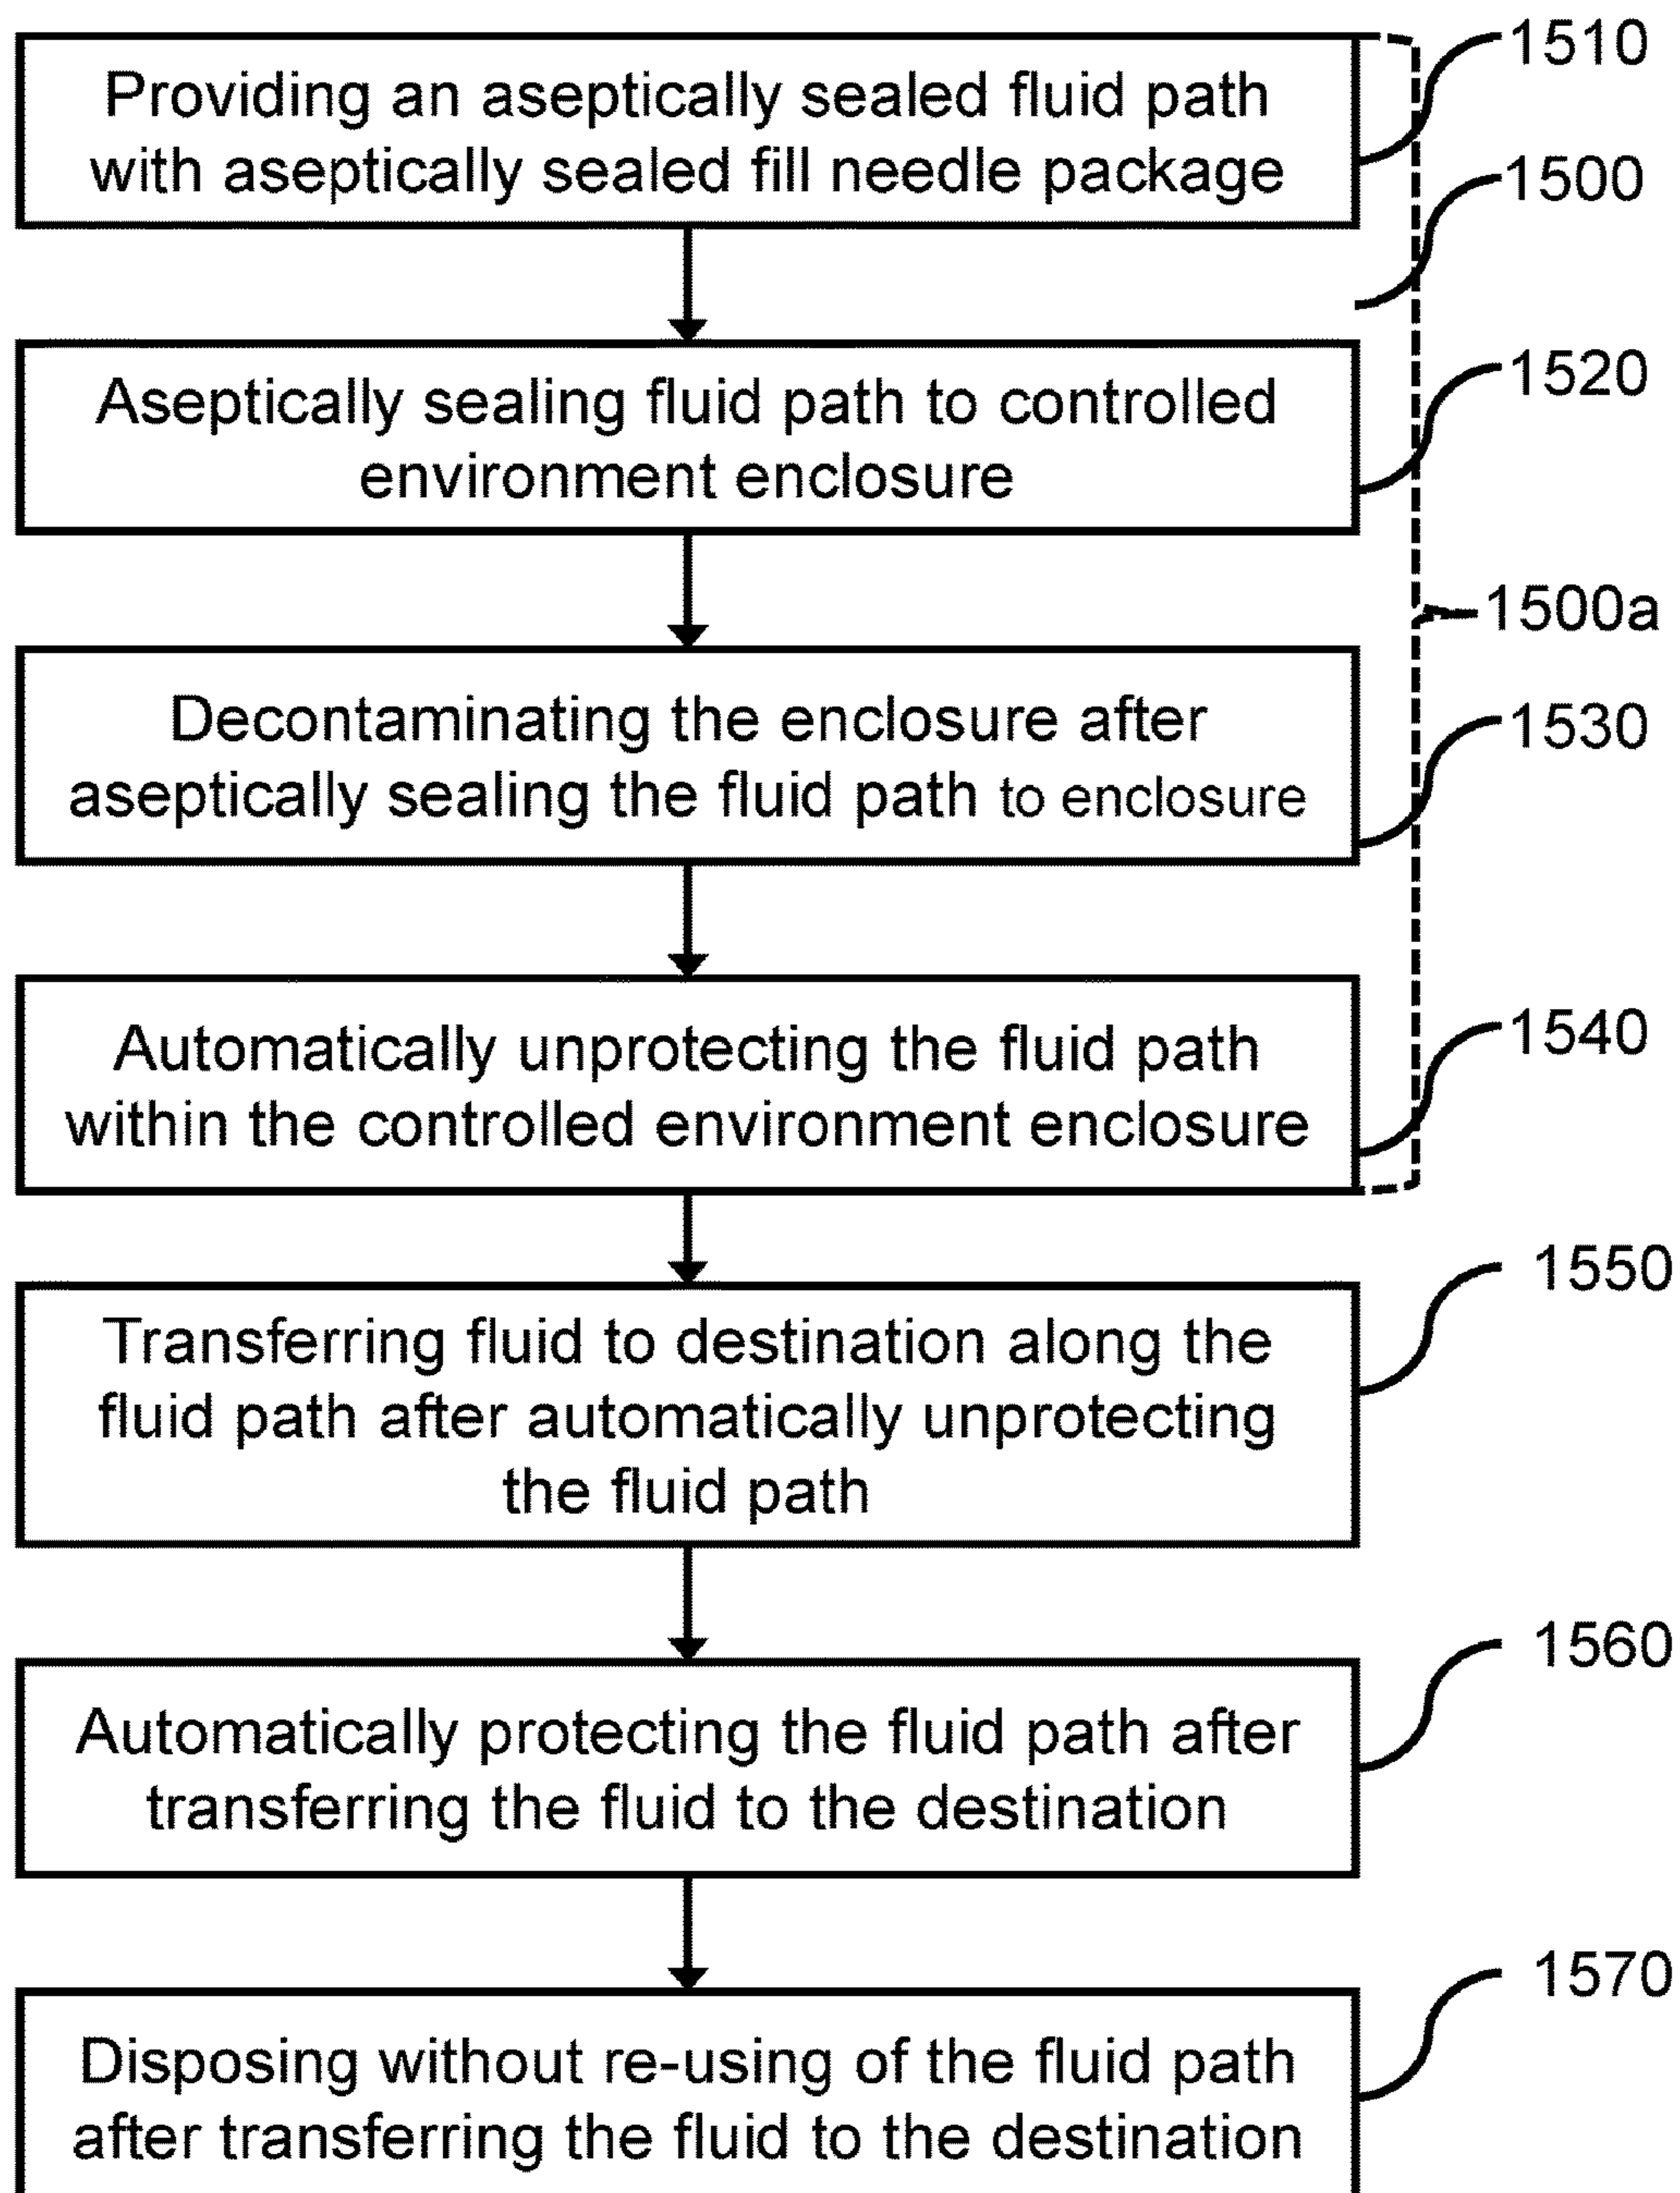 1510
Providing an aseptically sealed fluid path
with aseptically sealed fill needle package
1500
1520
Aseptically sealing fluid path to controlled
environment enclosure
1500a
Decontaminating the enclosure after
aseptically sealing the fluid path to enclosure
1530
Automatically unprotecting the fluid path
within the controlled environment enclosure
1540
1550
Transferring fluid to destination along the
fluid path after automatically unprotecting
the fluid path
1560
Automatically protecting the fluid path after
transferring the fluid to the destination
1570
Disposing without re-using of the fluid path
after transferring the fluid to the destination